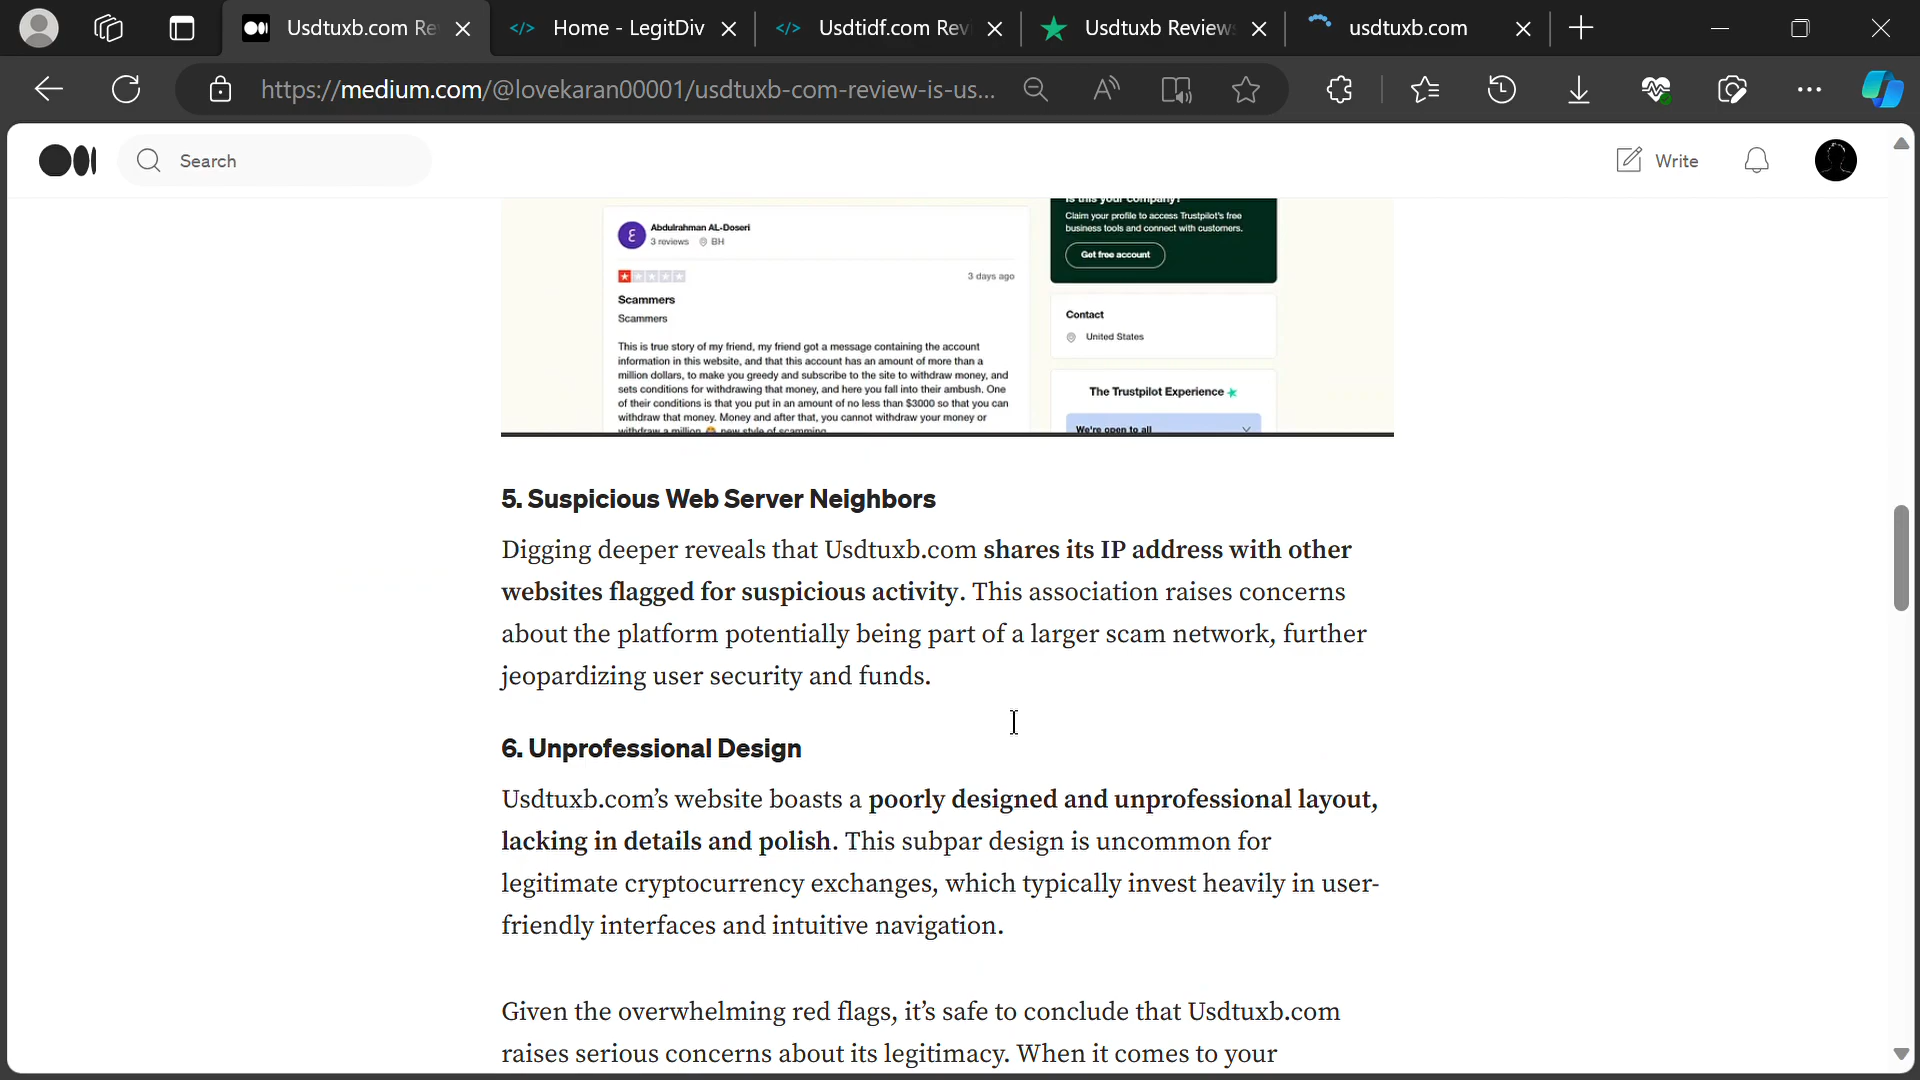 Usdtuxb.com Re
Home - LegitDiv
Usdtidf.com Rev
Usdtuxb Reviews
usdtuxb.com
https://medium.com/@lovekaran00001/usdtuxb-com-review-is-us...
Search
Write
Is this your company?
Claim your profile to access Trustpilot's free
business tools and connect with customers.
Get free account
Abdulrahman AL-Doseri
3 reviews BH
3 days ago
Scammers
Scammers
This is true story of my friend, my friend got a message containing the account
information in this website, and that this account has an amount of more than a
million dollars, to make you greedy and subscribe to the site to withdraw money, and
sets conditions for withdrawing that money, and here you fall into their ambush. One
of their conditions is that you put in an amount of no less than $3000 so that you can
withdraw that money. Money and after that, you cannot withdraw your money or
withdraw a million 🤩 new style of scamming
Contact
United States
The Trustpilot Experience
We're open to all
5. Suspicious Web Server Neighbors
Digging deeper reveals that Usdtuxb.com shares its IP address with other
websites flagged for suspicious activity. This association raises concerns
about the platform potentially being part of a larger scam network, further
jeopardizing user security and funds.
6. Unprofessional Design
Usdtuxb.com’s website boasts a poorly designed and unprofessional layout,
lacking in details and polish. This subpar design is uncommon for
legitimate cryptocurrency exchanges, which typically invest heavily in user-
friendly interfaces and intuitive navigation.
Given the overwhelming red flags, it’s safe to conclude that Usdtuxb.com
raises serious concerns about its legitimacy. When it comes to your